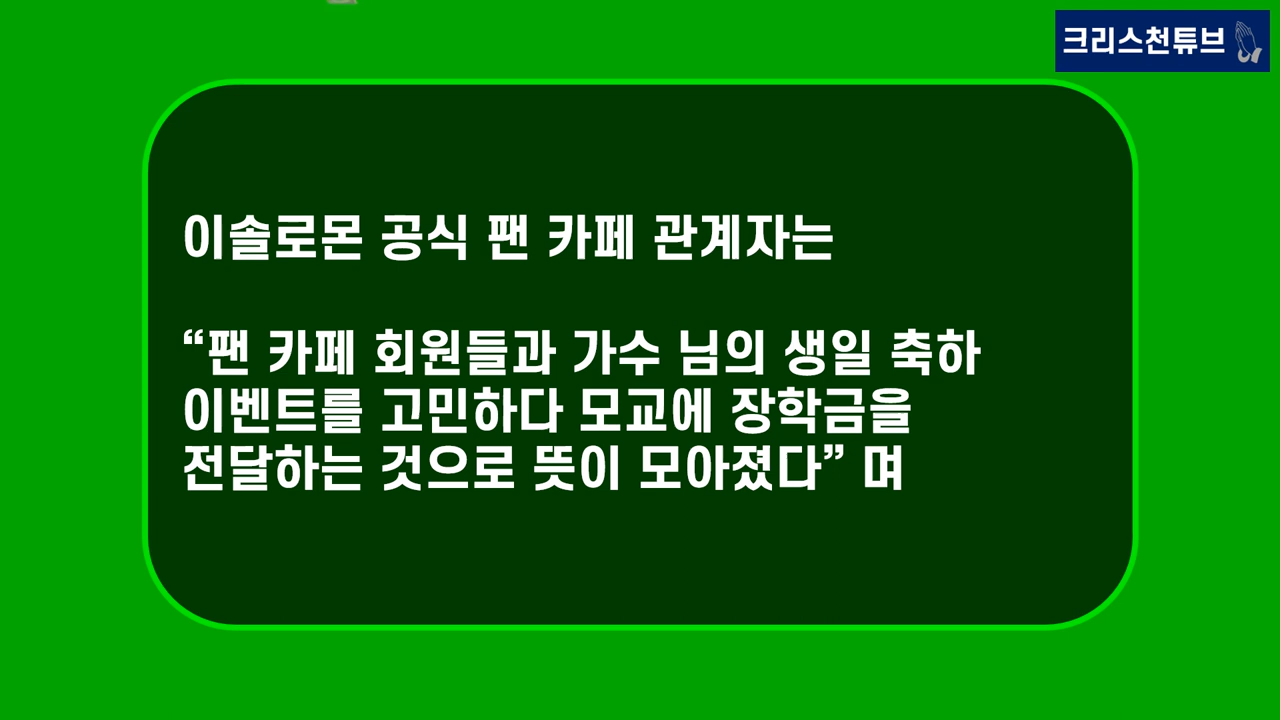 크리스천튜브
이솔로몬 공식 팬 카페 관계자는
“팬 카페 회원들과 가수 님의 생일 축하
이벤트를 고민하다 모교에 장학금을
전달하는 것으로 뜻이 모아졌다” 며